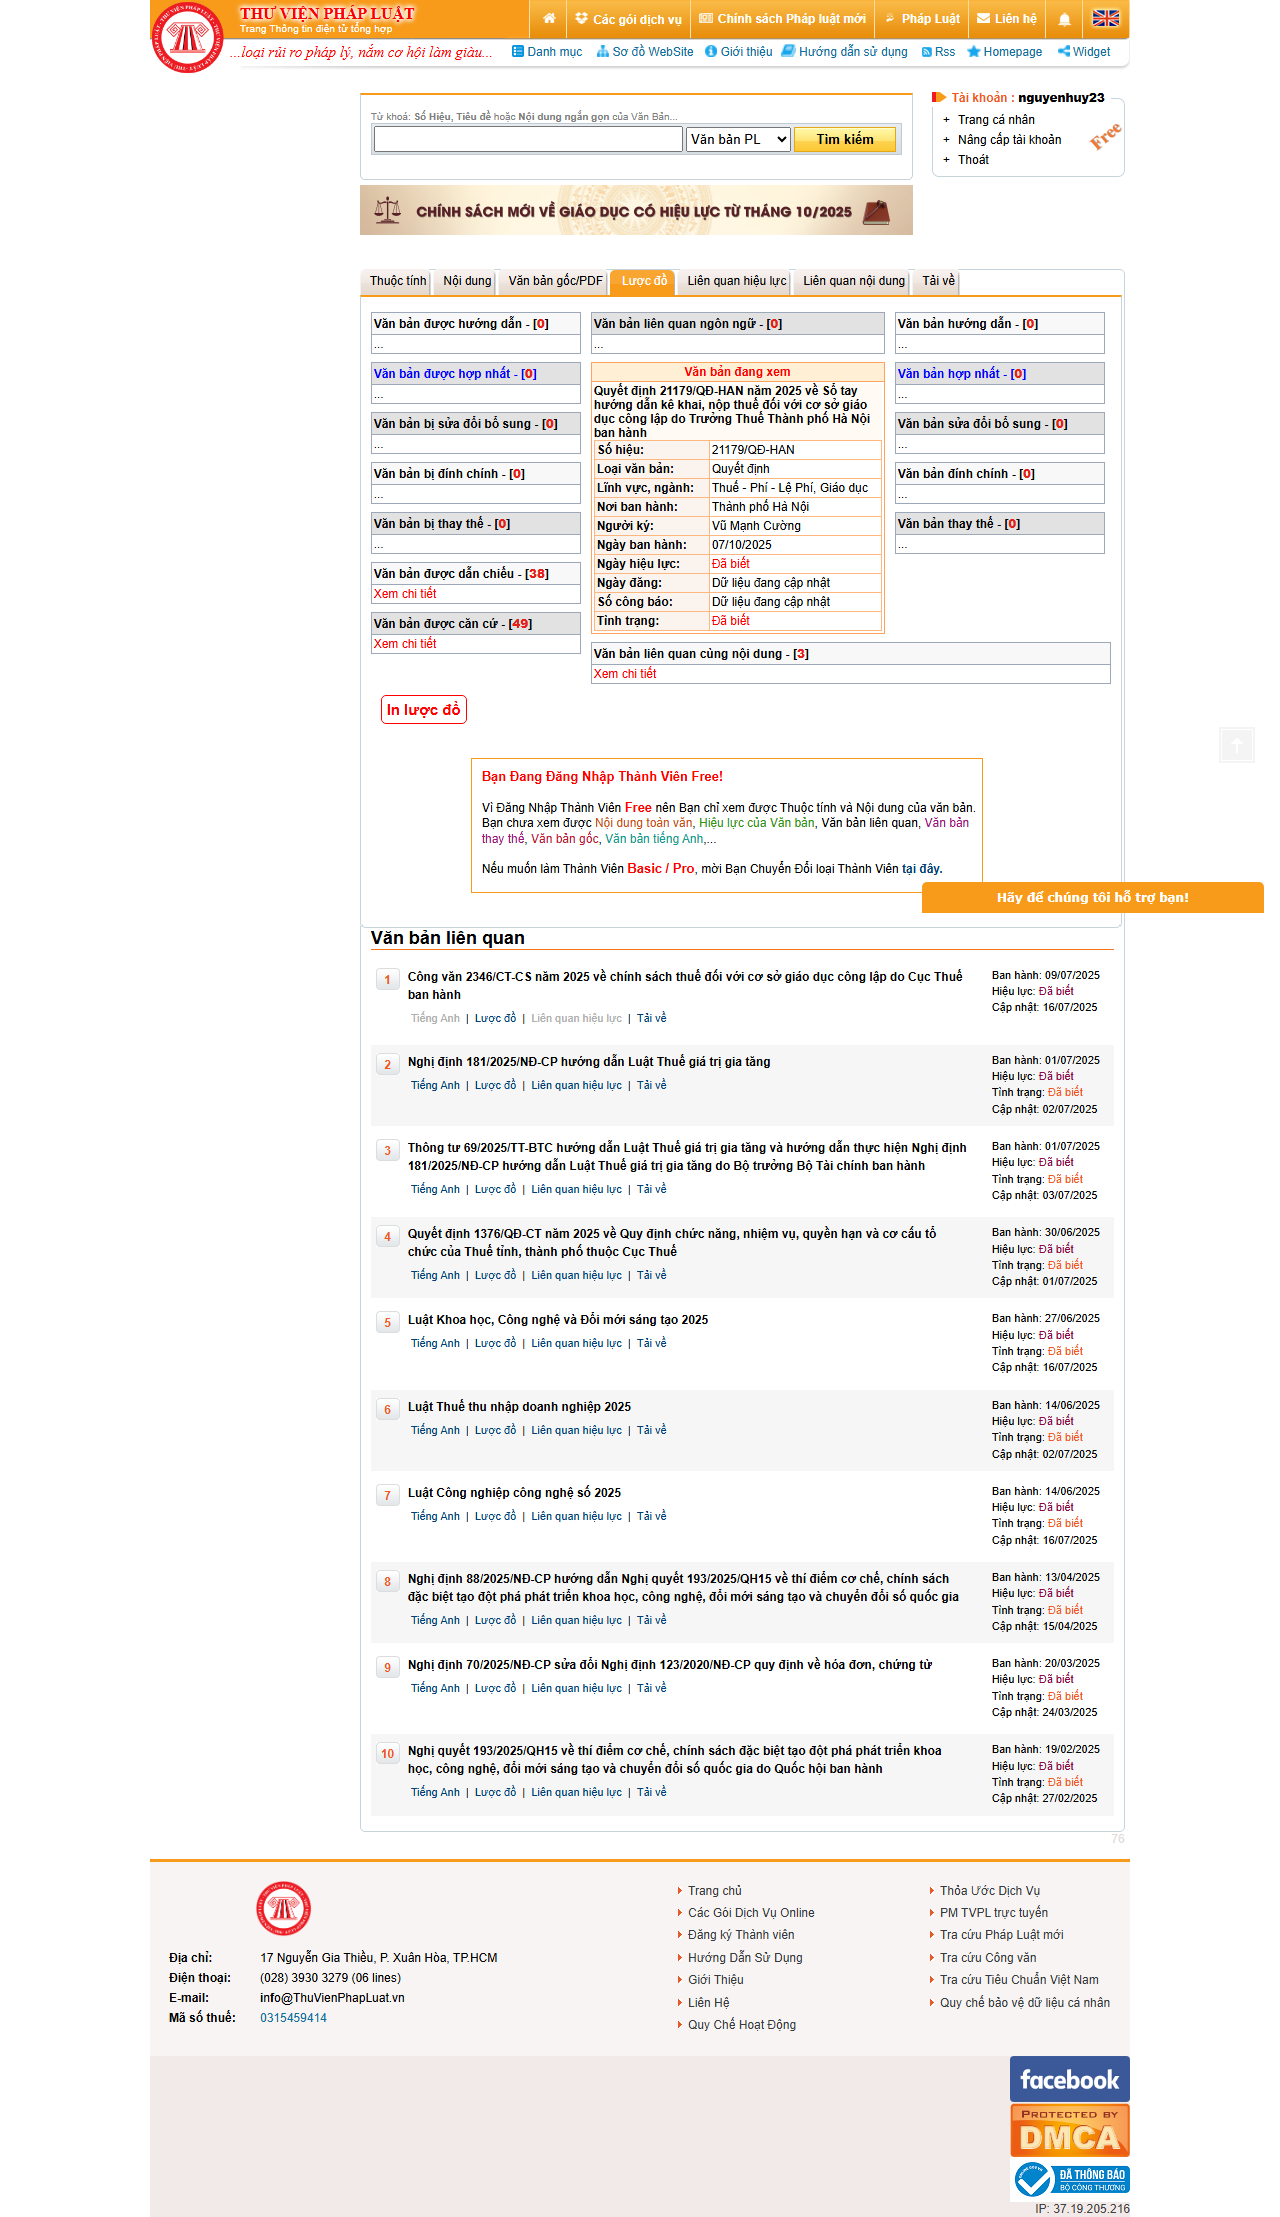 THƯ VIỆN PHÁP LUẬT
Trang Thông tin điện tử tổng hợp
Các gói dịch vụ
Chính sách Pháp luật mới
Pháp Luật
Liên hệ
...loại rủi ro pháp lý, nắm cơ hội làm giàu...
Danh mục
Sơ đồ WebSite
Giới thiệu
Hướng dẫn sử dụng
Rss
Homepage
Widget
Từ khoá: Số Hiệu, Tiêu đề hoặc Nội dung ngắn gọn của Văn Bản...
Văn bản PL
Tìm kiếm
Tài khoản : nguyenhuy23
+ Trang cá nhân
+ Nâng cấp tài khoản
+ Thoát
Free
CHÍNH SÁCH MỚI VỀ GIÁO DỤC CÓ HIỆU LỰC TỪ THÁNG 10/2025
Thuộc tính
Nội dung
Văn bản gốc/PDF
Lược đồ
Liên quan hiệu lực
Liên quan nội dung
Tải về
Văn bản được hướng dẫn - [0]
...
Văn bản được hợp nhất - [0]
...
Văn bản bị sửa đổi bổ sung - [0]
...
Văn bản bị đính chính - [0]
...
Văn bản bị thay thế - [0]
...
Văn bản được dẫn chiếu - [38]
Xem chi tiết
Văn bản được căn cứ - [49]
Xem chi tiết
Văn bản liên quan ngôn ngữ - [0]
...
Văn bản đang xem
Quyết định 21179/QĐ-HAN năm 2025 về Sổ tay
hướng dẫn kê khai, nộp thuế đối với cơ sở giáo
dục công lập do Trưởng Thuế Thành phố Hà Nội
ban hành
Số hiệu: 21179/QĐ-HAN
Loại văn bản: Quyết định
Lĩnh vực, ngành: Thuế - Phí - Lệ Phí, Giáo dục
Nơi ban hành: Thành phố Hà Nội
Người ký: Vũ Mạnh Cường
Ngày ban hành: 07/10/2025
Ngày hiệu lực: Đã biết
Ngày đăng: Dữ liệu đang cập nhật
Số công báo: Dữ liệu đang cập nhật
Tình trạng: Đã biết
Văn bản hướng dẫn - [0]
...
Văn bản hợp nhất - [0]
...
Văn bản sửa đổi bổ sung - [0]
...
Văn bản đính chính - [0]
...
Văn bản thay thế - [0]
...
Văn bản liên quan cùng nội dung - [3]
Xem chi tiết
In lược đồ
Bạn Đang Đăng Nhập Thành Viên Free!
Vì Đăng Nhập Thành Viên Free nên Bạn chỉ xem được Thuộc tính và Nội dung của văn bản.
Bạn chưa xem được Nội dung toàn văn, Hiệu lực của Văn bản, Văn bản liên quan, Văn bản
thay thế, Văn bản gốc, Văn bản tiếng Anh,...
Nếu muốn làm Thành Viên Basic / Pro, mời Bạn Chuyển Đổi loại Thành Viên tại đây.
Hãy để chúng tôi hỗ trợ bạn!
Văn bản liên quan
1
Công văn 2346/CT-CS năm 2025 về chính sách thuế đối với cơ sở giáo dục công lập do Cục Thuế
ban hành
Tiếng Anh | Lược đồ | Liên quan hiệu lực | Tải về
Ban hành: 09/07/2025
Hiệu lực: Đã biết
Cập nhật: 16/07/2025
2
Nghị định 181/2025/NĐ-CP hướng dẫn Luật Thuế giá trị gia tăng
Tiếng Anh | Lược đồ | Liên quan hiệu lực | Tải về
Ban hành: 01/07/2025
Hiệu lực: Đã biết
Tình trạng: Đã biết
Cập nhật: 02/07/2025
3
Thông tư 69/2025/TT-BTC hướng dẫn Luật Thuế giá trị gia tăng và hướng dẫn thực hiện Nghị định
181/2025/NĐ-CP hướng dẫn Luật Thuế giá trị gia tăng do Bộ trưởng Bộ Tài chính ban hành
Tiếng Anh | Lược đồ | Liên quan hiệu lực | Tải về
Ban hành: 01/07/2025
Hiệu lực: Đã biết
Tình trạng: Đã biết
Cập nhật: 03/07/2025
4
Quyết định 1376/QĐ-CT năm 2025 về Quy định chức năng, nhiệm vụ, quyền hạn và cơ cấu tổ
chức của Thuế tỉnh, thành phố thuộc Cục Thuế
Tiếng Anh | Lược đồ | Liên quan hiệu lực | Tải về
Ban hành: 30/06/2025
Hiệu lực: Đã biết
Tình trạng: Đã biết
Cập nhật: 01/07/2025
5
Luật Khoa học, Công nghệ và Đổi mới sáng tạo 2025
Tiếng Anh | Lược đồ | Liên quan hiệu lực | Tải về
Ban hành: 27/06/2025
Hiệu lực: Đã biết
Tình trạng: Đã biết
Cập nhật: 16/07/2025
6
Luật Thuế thu nhập doanh nghiệp 2025
Tiếng Anh | Lược đồ | Liên quan hiệu lực | Tải về
Ban hành: 14/06/2025
Hiệu lực: Đã biết
Tình trạng: Đã biết
Cập nhật: 02/07/2025
7
Luật Công nghiệp công nghệ số 2025
Tiếng Anh | Lược đồ | Liên quan hiệu lực | Tải về
Ban hành: 14/06/2025
Hiệu lực: Đã biết
Tình trạng: Đã biết
Cập nhật: 16/07/2025
8
Nghị định 88/2025/NĐ-CP hướng dẫn Nghị quyết 193/2025/QH15 về thí điểm cơ chế, chính sách
đặc biệt tạo đột phá phát triển khoa học, công nghệ, đổi mới sáng tạo và chuyển đổi số quốc gia
Tiếng Anh | Lược đồ | Liên quan hiệu lực | Tải về
Ban hành: 13/04/2025
Hiệu lực: Đã biết
Tình trạng: Đã biết
Cập nhật: 15/04/2025
9
Nghị định 70/2025/NĐ-CP sửa đổi Nghị định 123/2020/NĐ-CP quy định về hóa đơn, chứng từ
Tiếng Anh | Lược đồ | Liên quan hiệu lực | Tải về
Ban hành: 20/03/2025
Hiệu lực: Đã biết
Tình trạng: Đã biết
Cập nhật: 24/03/2025
10
Nghị quyết 193/2025/QH15 về thí điểm cơ chế, chính sách đặc biệt tạo đột phá phát triển khoa
học, công nghệ, đổi mới sáng tạo và chuyển đổi số quốc gia do Quốc hội ban hành
Tiếng Anh | Lược đồ | Liên quan hiệu lực | Tải về
Ban hành: 19/02/2025
Hiệu lực: Đã biết
Tình trạng: Đã biết
Cập nhật: 27/02/2025
76
Địa chỉ: 17 Nguyễn Gia Thiều, P. Xuân Hòa, TP.HCM
Điện thoại: (028) 3930 3279 (06 lines)
E-mail: info@ThuVienPhapLuat.vn
Mã số thuế: 0315459414
Trang chủ
Các Gói Dịch Vụ Online
Đăng ký Thành viên
Hướng Dẫn Sử Dụng
Giới Thiệu
Liên Hệ
Quy Chế Hoạt Động
Thỏa Ước Dịch Vụ
PM TVPL trực tuyến
Tra cứu Pháp Luật mới
Tra cứu Công văn
Tra cứu Tiêu Chuẩn Việt Nam
Quy chế bảo vệ dữ liệu cá nhân
facebook
PROTECTED BY
DMCA
ĐÃ THÔNG BÁO
BỘ CÔNG THƯƠNG
IP: 37.19.205.216